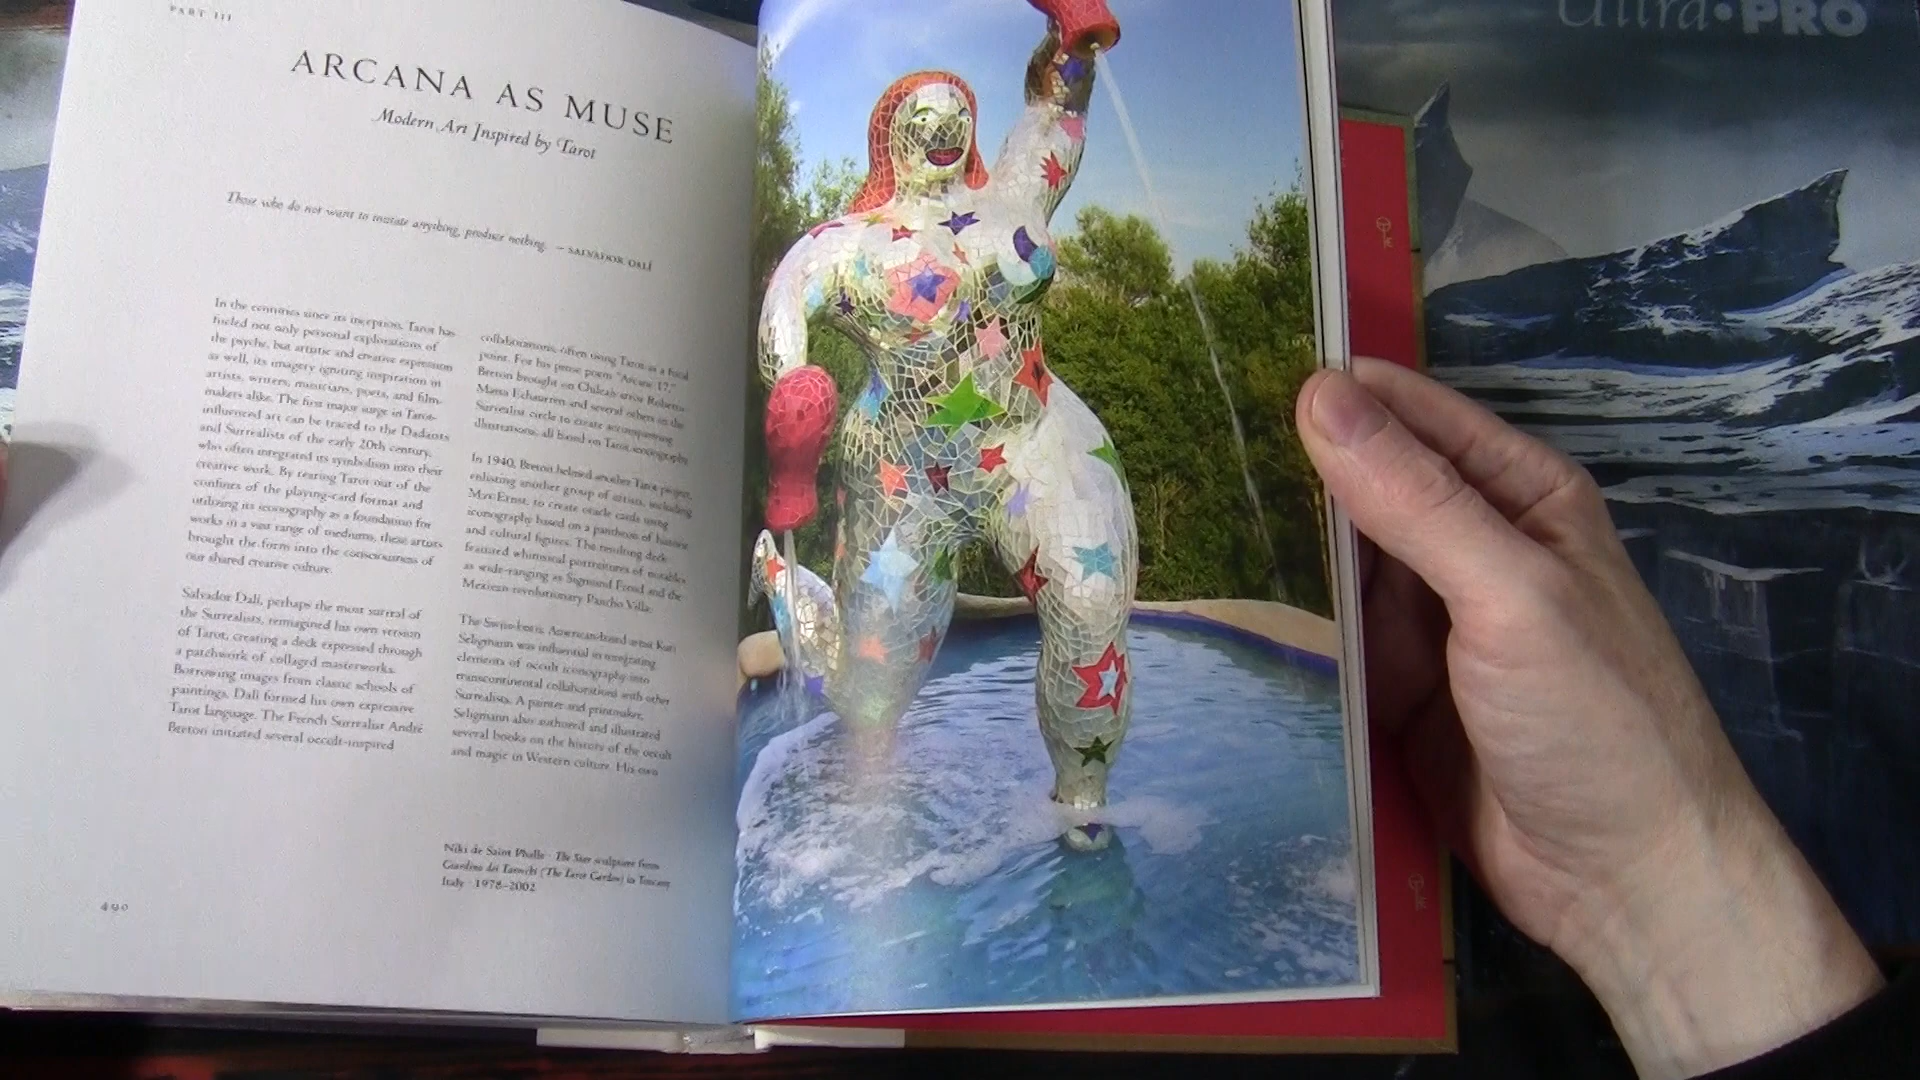 PART III
Ultra•PRO
ARCANA AS MUSE
Modern Art Inspired by Tarot
Those who do not want to imitate anything, produce nothing. – SALVADOR DALÍ
In the centuries since its inception, Tarot has
fueled not only personal explorations of
the psyche, but artistic and creative expression
as well, its imagery igniting inspiration in
artists, writers, musicians, poets, and film-
makers alike. The first major surge in Tarot-
influenced art can be traced to the Dadaists
and Surrealists of the early 20th century,
who often integrated its symbolism into their
creative work. By tearing Tarot out of the
confines of the playing-card format and
utilizing its iconography as a foundation for
works in a vast range of mediums, these artists
brought the form into the consciousness of
our shared creative culture.
Salvador Dalí, perhaps the most surreal of
the Surrealists, reimagined his own version
of Tarot, creating a deck expressed through
a patchwork of collaged masterworks.
Borrowing images from classic schools of
paintings, Dalí formed his own expressive
Tarot language. The French Surrealist André
Breton initiated several occult-inspired
collaborations, often using Tarot as a focal
point. For his prose poem "Arcane 17,"
Breton brought on Chilean artist Roberto
Matta Echaurren and several others in the
Surrealist circle to create accompanying
illustrations, all based on Tarot iconography.
In 1940, Breton helmed another Tarot project,
enlisting another group of artists, including
Max Ernst, to create oracle cards using
iconography based on a pantheon of historic
and cultural figures. The resulting deck
featured whimsical portraitures of notables
as wide-ranging as Sigmund Freud and the
Mexican revolutionary Pancho Villa.
The Swiss-born, American-based artist Kurt
Seligmann was influential in integrating
elements of occult iconography into
transcontinental collaborations with other
Surrealists. A painter and printmaker,
Seligmann also authored and illustrated
several books on the history of the occult
and magic in Western culture. His own
Niki de Saint Phalle · The Star sculpture from
Giardino dei Tarocchi (The Tarot Garden) in Tuscany,
Italy · 1978–2002
490